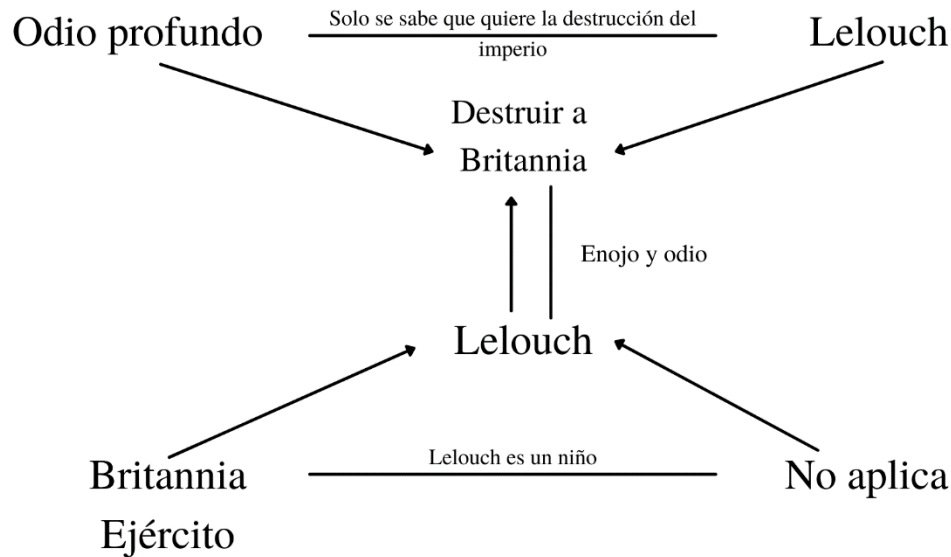 Odio profundo
Solo se sabe que quiere la destrucción del
imperio
Lelouch
Destruir a
Britannia
Enojo y odio
Lelouch
Lelouch es un niño
Britannia
Ejército
No aplica